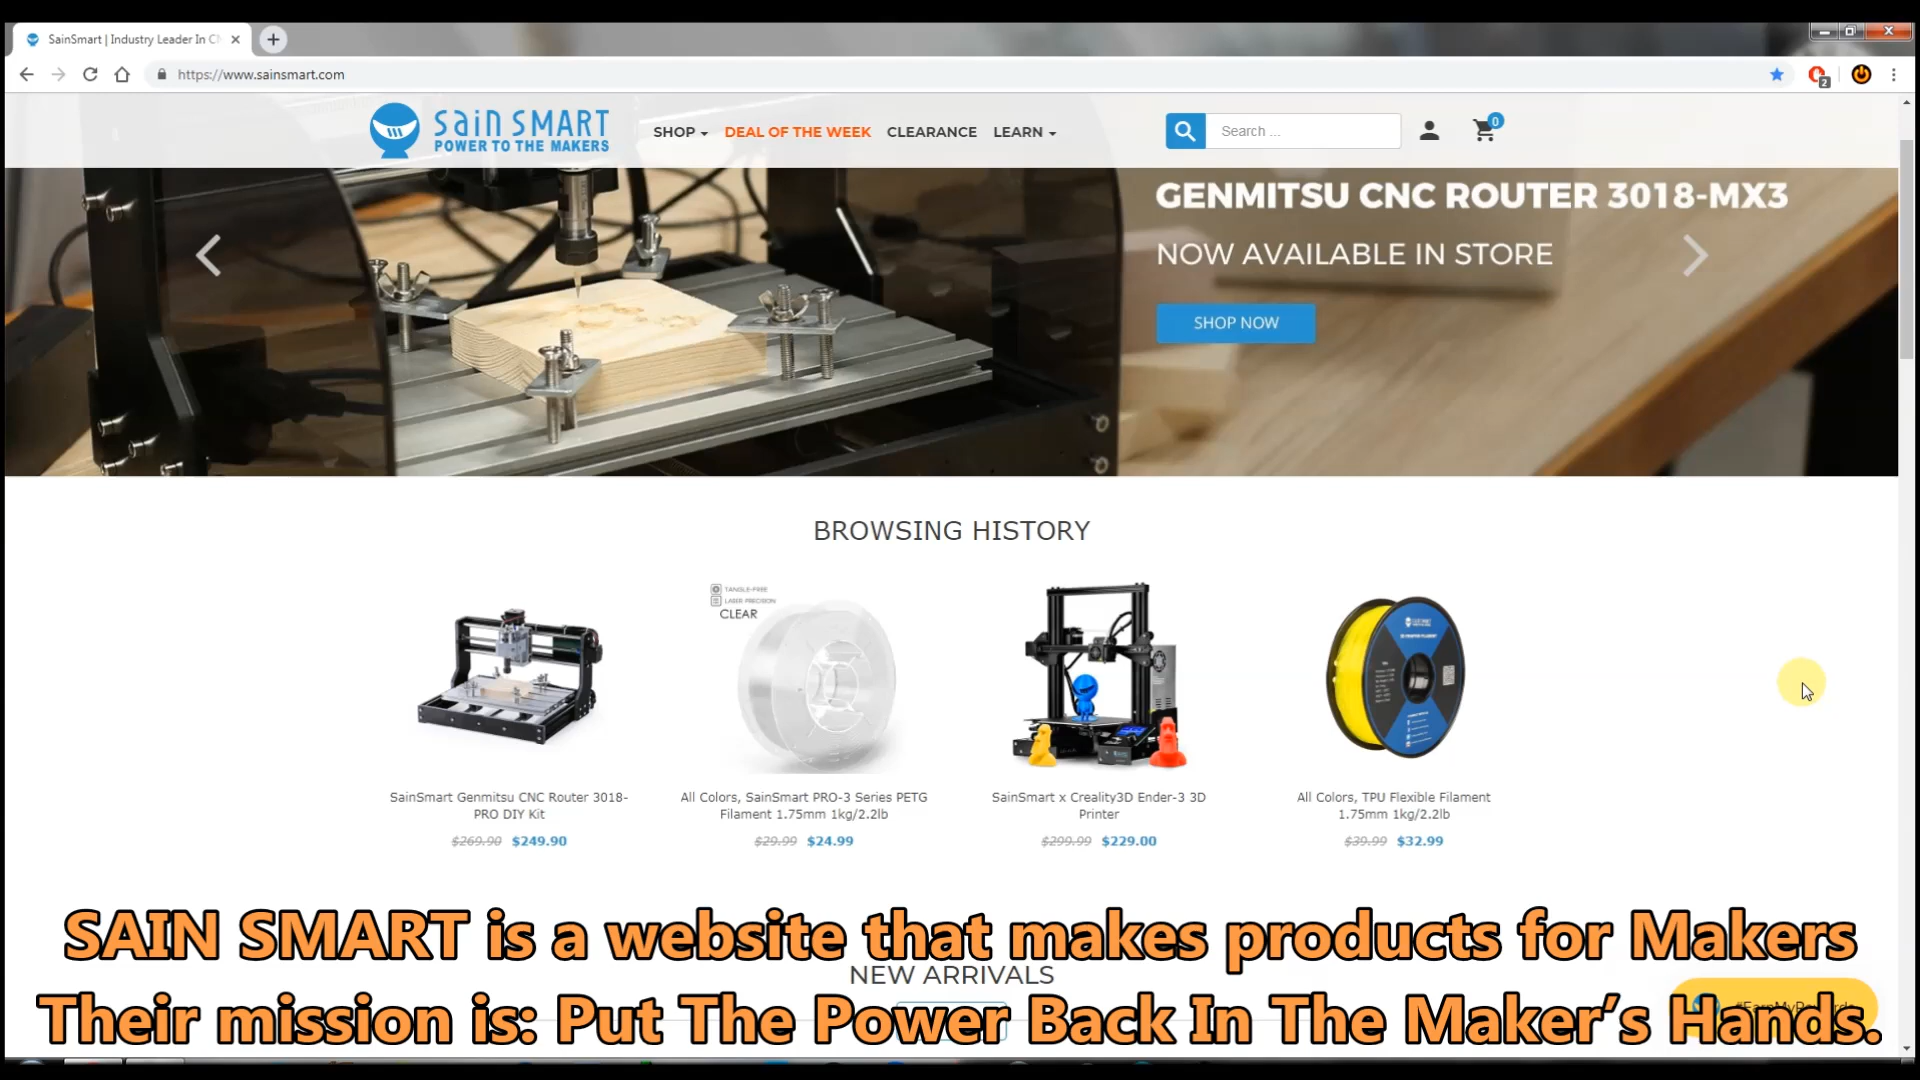 SainSmart | Industry Leader In C
https://www.sainsmart.com
2
Sain SMART
POWER TO THE MAKERS
SHOP
DEAL OF THE WEEK
CLEARANCE
LEARN
Search ...
0
GENMITSU CNC ROUTER 3018-MX3
NOW AVAILABLE IN STORE
SHOP NOW
BROWSING HISTORY
TANGLE-FREE
LASER PRECISION
CLEAR
SainSmart Genmitsu CNC Router 3018-
PRO DIY Kit
$269.90 $249.90
All Colors, SainSmart PRO-3 Series PETG
Filament 1.75mm 1kg/2.2lb
$29.99 $24.99
SainSmart x Creality3D Ender-3 3D
Printer
$299.99 $229.00
All Colors, TPU Flexible Filament
1.75mm 1kg/2.2lb
$39.99 $32.99
SAIN SMART is a website that makes products for Makers
NEW ARRIVALS
#EarnMyRewards
Their mission is: Put The Power Back In The Maker's Hands.